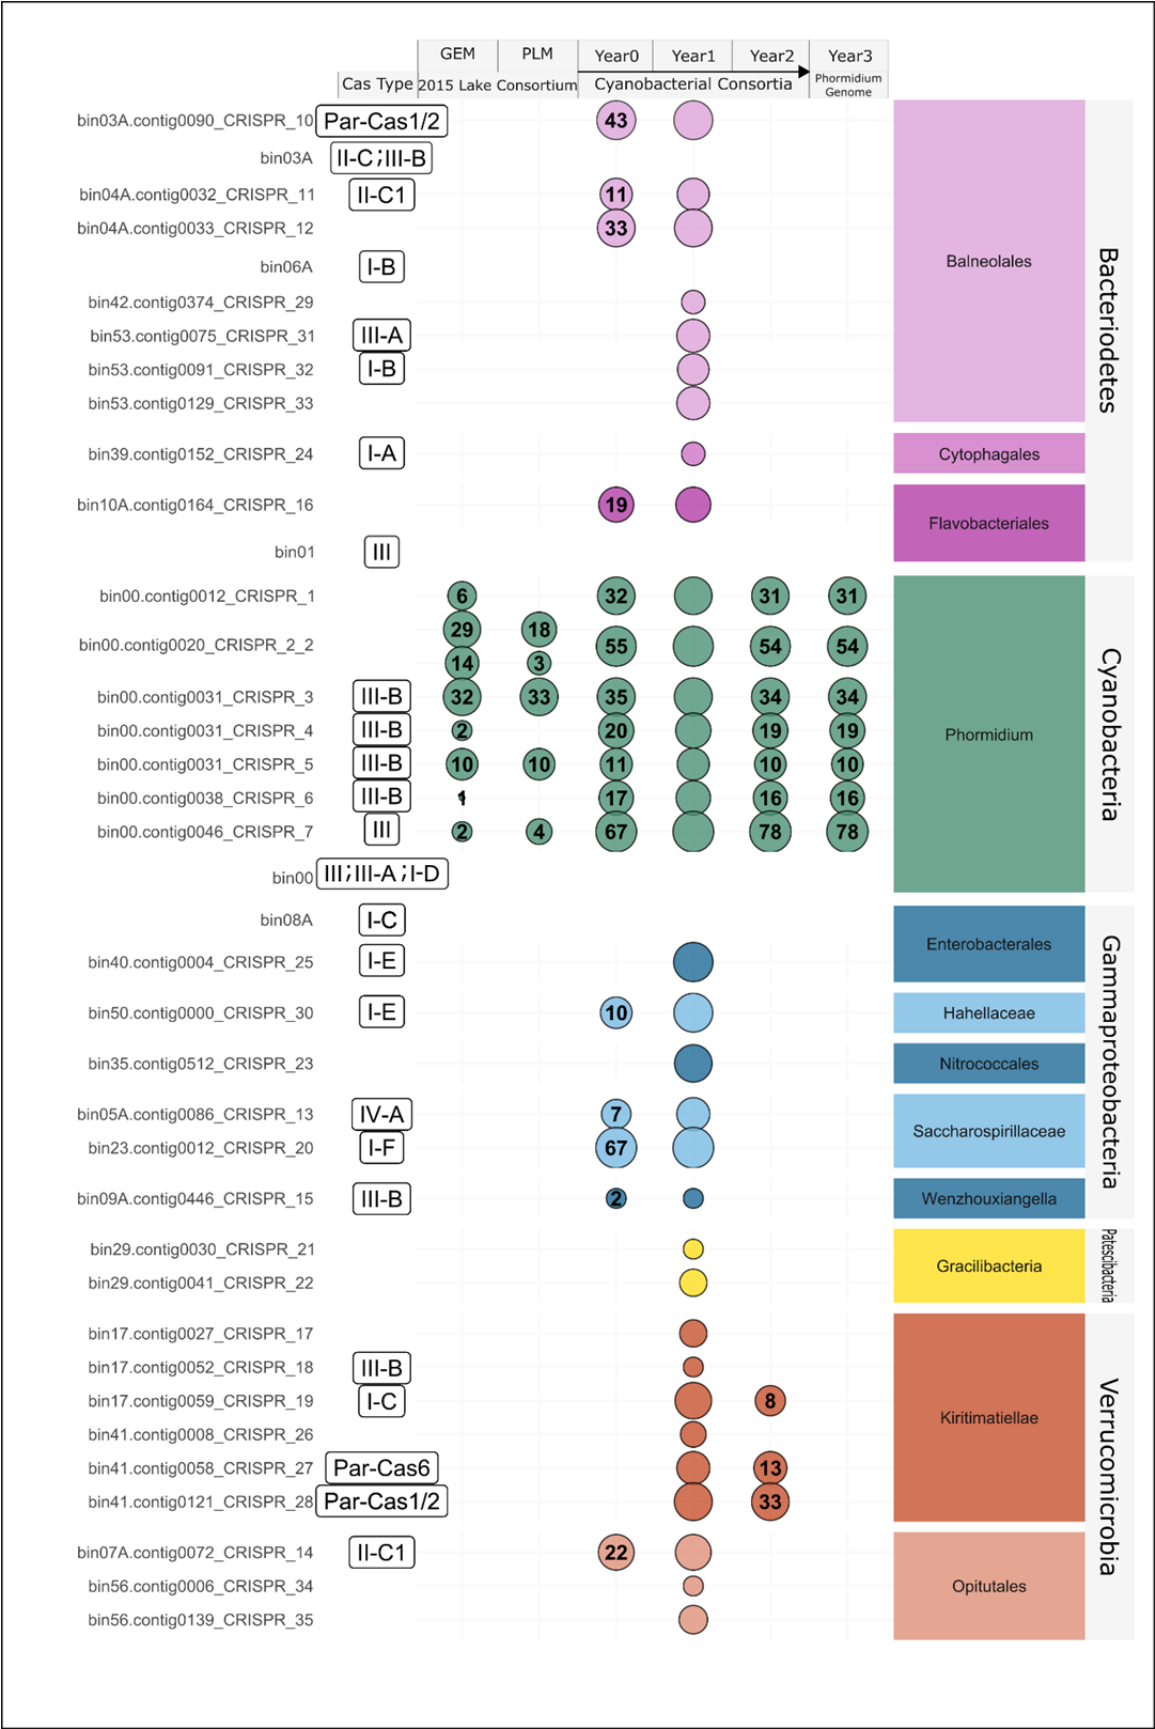 GEM PLM Year0 Year1 Year2 Year3
Cas Type 2015 Lake Consortium Cyanobacterial Consortia Phormidium
Genome
bin03A.contig0090_CRISPR_10 Par-Cas1/2 43
bin03A II-C;III-B
bin04A.contig0032_CRISPR_11 II-C1 11
bin04A.contig0033_CRISPR_12 33
bin06A I-B
Balneolales
bin42.contig0374_CRISPR_29
bin53.contig0075_CRISPR_31 III-A
bin53.contig0091_CRISPR_32 I-B
bin53.contig0129_CRISPR_33
Bacteriodetes
bin39.contig0152_CRISPR_24 I-A Cytophagales
bin10A.contig0164_CRISPR_16 19
Flavobacteriales
bin01 III
bin00.contig0012_CRISPR_1 6 32 31 31
29 18
bin00.contig0020_CRISPR_2_2 55 54 54
14 3
bin00.contig0031_CRISPR_3 III-B 32 33 35 34 34
bin00.contig0031_CRISPR_4 III-B 2 20 19 19
Phormidium
Cyanobacteria
bin00.contig0031_CRISPR_5 III-B 10 10 11 10 10
bin00.contig0038_CRISPR_6 III-B 1 17 16 16
bin00.contig0046_CRISPR_7 III 2 4 67 78 78
bin00 III;III-A;I-D
bin08A I-C
Enterobacterales
bin40.contig0004_CRISPR_25 I-E
bin50.contig0000_CRISPR_30 I-E 10 Hahellaceae
bin35.contig0512_CRISPR_23 Nitrococcales
Gammaproteobacteria
bin05A.contig0086_CRISPR_13 IV-A 7
Saccharospirillaceae
bin23.contig0012_CRISPR_20 I-F 67
bin09A.contig0446_CRISPR_15 III-B 2 Wenzhouxiangella
bin29.contig0030_CRISPR_21
Gracilibacteria
Patescibacteria
bin29.contig0041_CRISPR_22
bin17.contig0027_CRISPR_17
bin17.contig0052_CRISPR_18 III-B
bin17.contig0059_CRISPR_19 I-C 8
Kiritimatiellae
bin41.contig0008_CRISPR_26
bin41.contig0058_CRISPR_27 Par-Cas6 13
Verrucomicrobia
bin41.contig0121_CRISPR_28 Par-Cas1/2 33
bin07A.contig0072_CRISPR_14 II-C1 22
bin56.contig0006_CRISPR_34 Opitutales
bin56.contig0139_CRISPR_35